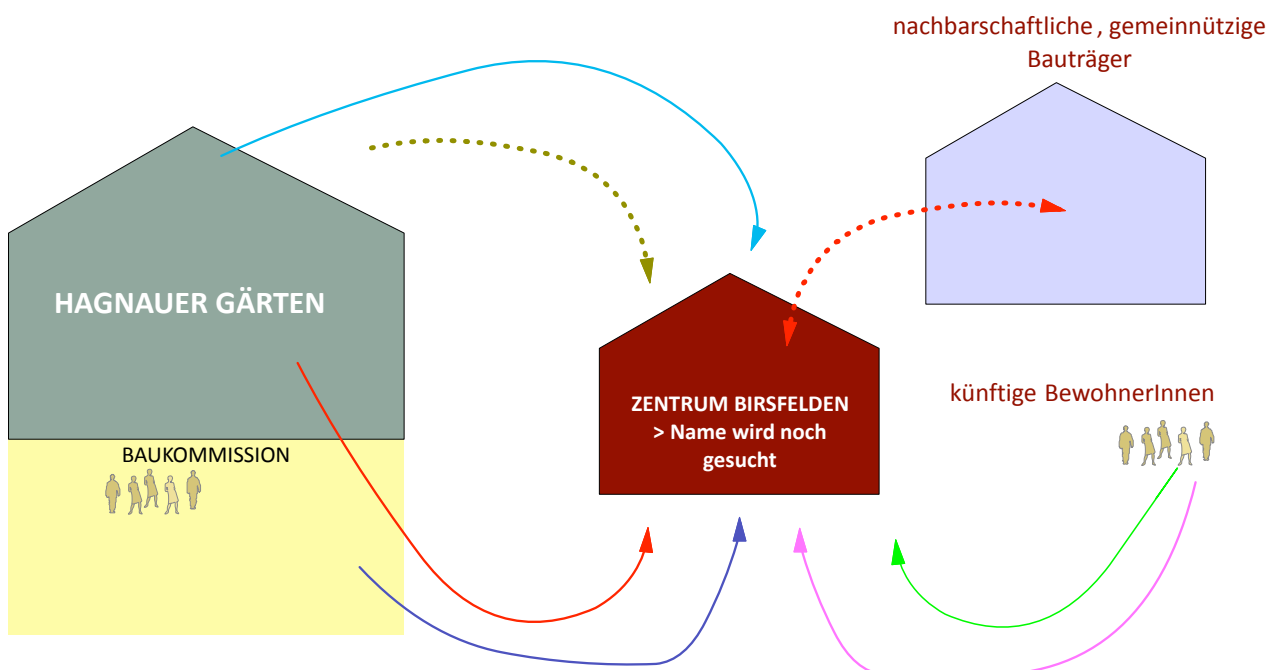 nachbarschaftliche, gemeinnützige
Bauträger
HAGNAUER GÄRTEN
BAUKOMMISSION
ZENTRUM BIRSFELDEN
> Name wird noch
gesucht
künftige BewohnerInnen